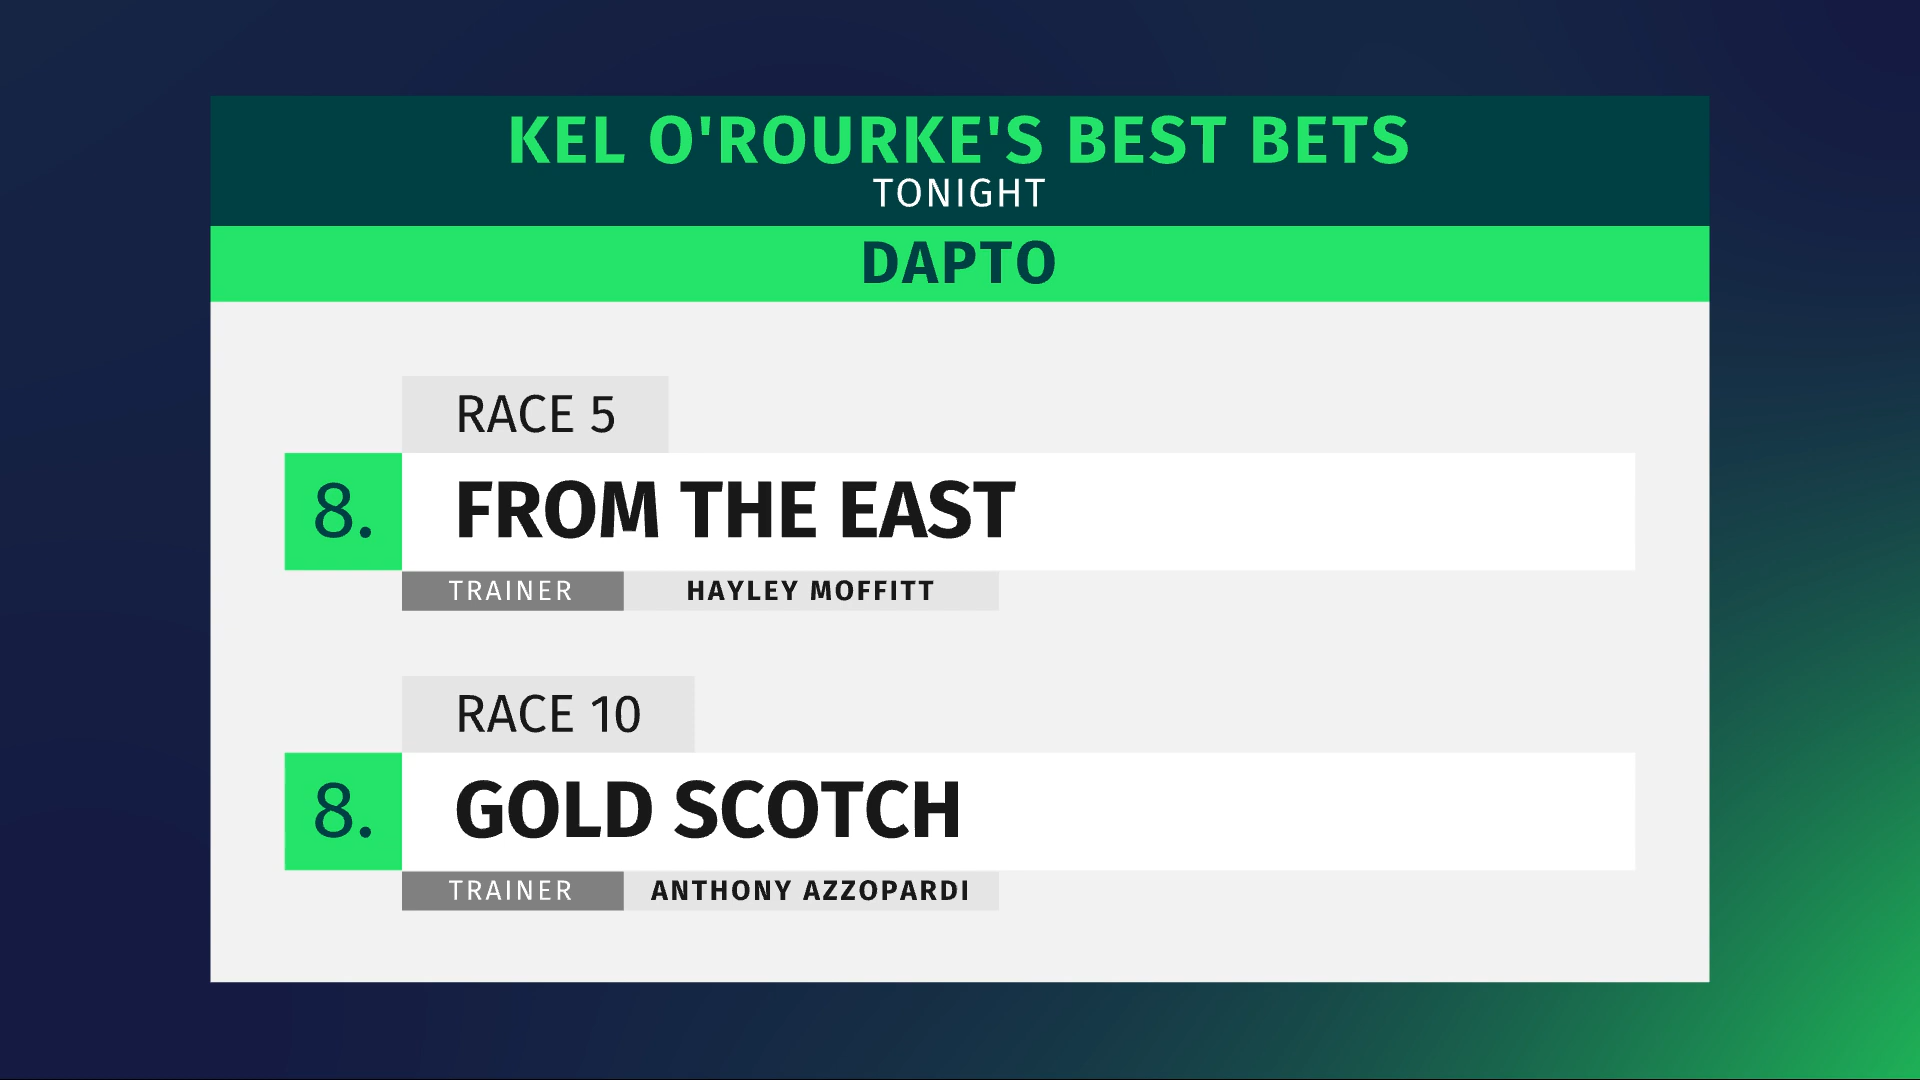 KEL O'ROURKE'S BEST BETS
TONIGHT
DAPTO
RACE 5
8. FROM THE EAST
TRAINER HAYLEY MOFFITT
RACE 10
8. GOLD SCOTCH
TRAINER ANTHONY AZZOPARDI